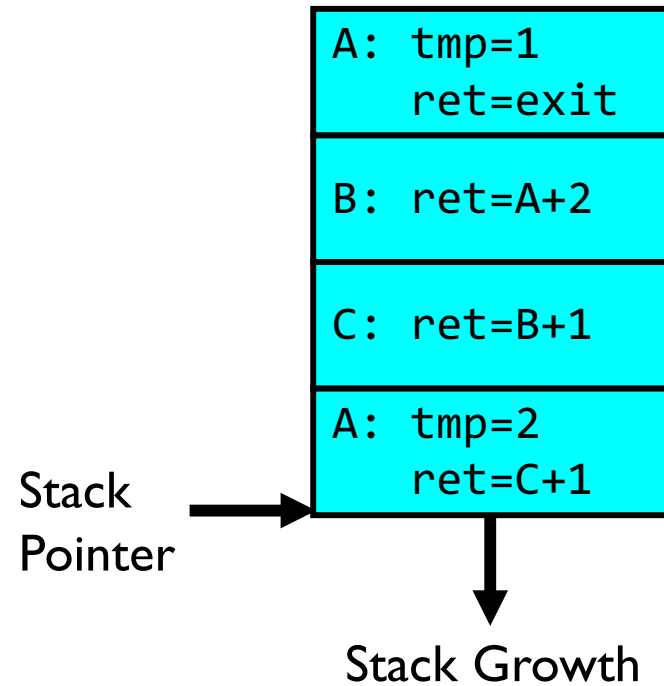 A: tmp=1
ret=exit
B: ret=A+2
C: ret=B+1
A: tmp=2
ret=C+1
Stack
Pointer
Stack Growth